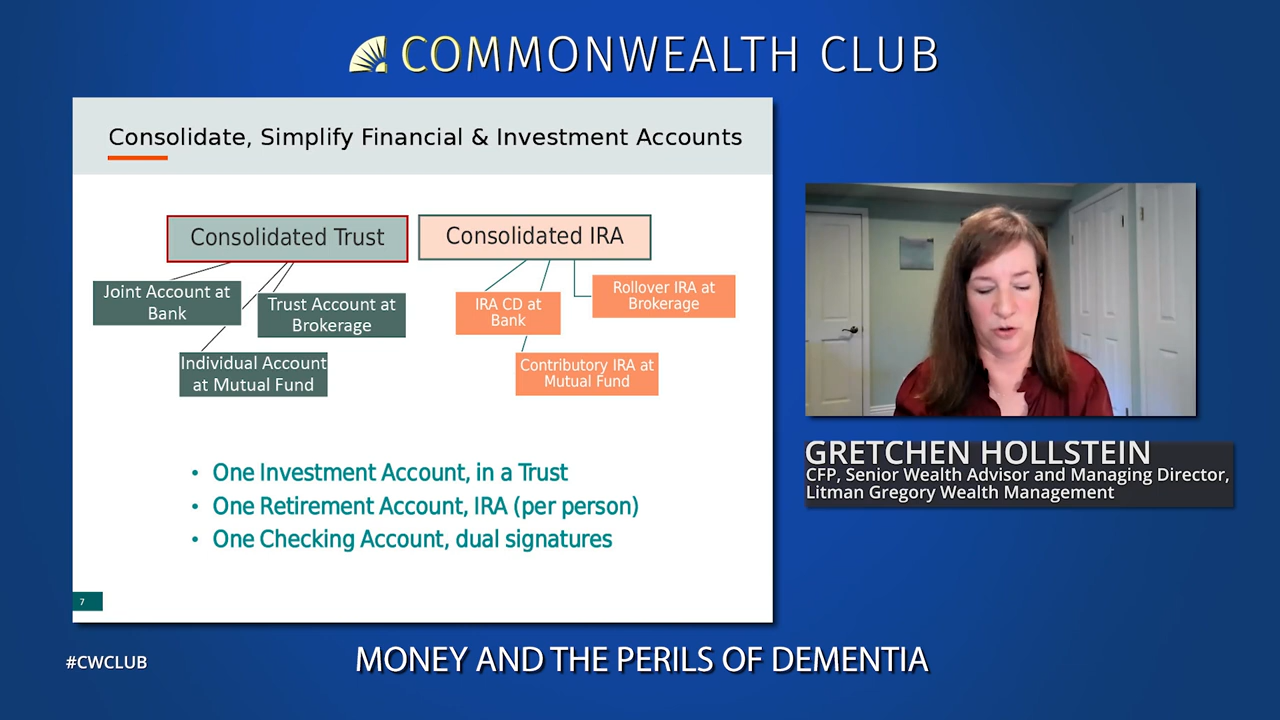 COMMONWEALTH CLUB
Consolidate, Simplify Financial & Investment Accounts
Consolidated Trust
Consolidated IRA
Joint Account at
Bank
Trust Account at
Brokerage
Individual Account
at Mutual Fund
IRA CD at
Bank
Rollover IRA at
Brokerage
Contributory IRA at
Mutual Fund
• One Investment Account, in a Trust
• One Retirement Account, IRA (per person)
• One Checking Account, dual signatures
7
GRETCHEN HOLLSTEIN
CFP, Senior Wealth Advisor and Managing Director,
Litman Gregory Wealth Management
#CWCLUB
MONEY AND THE PERILS OF DEMENTIA